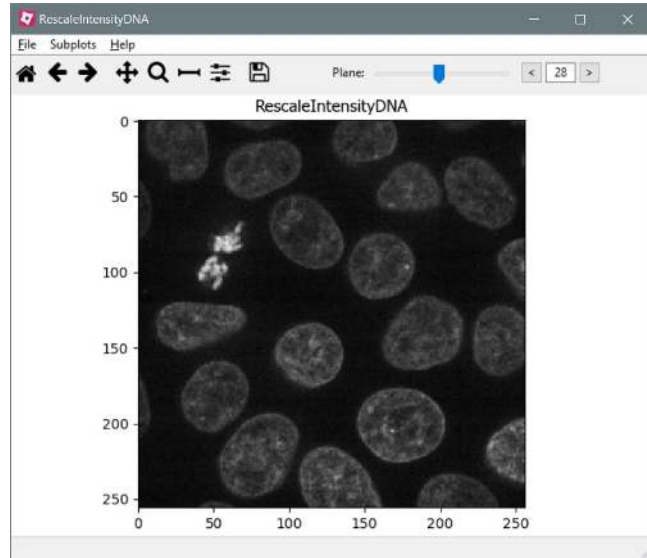 RescaleIntensityDNA
File Subplots Help
Plane: < 28 >
RescaleIntensityDNA
0
50
100
150
200
250
0 50 100 150 200 250